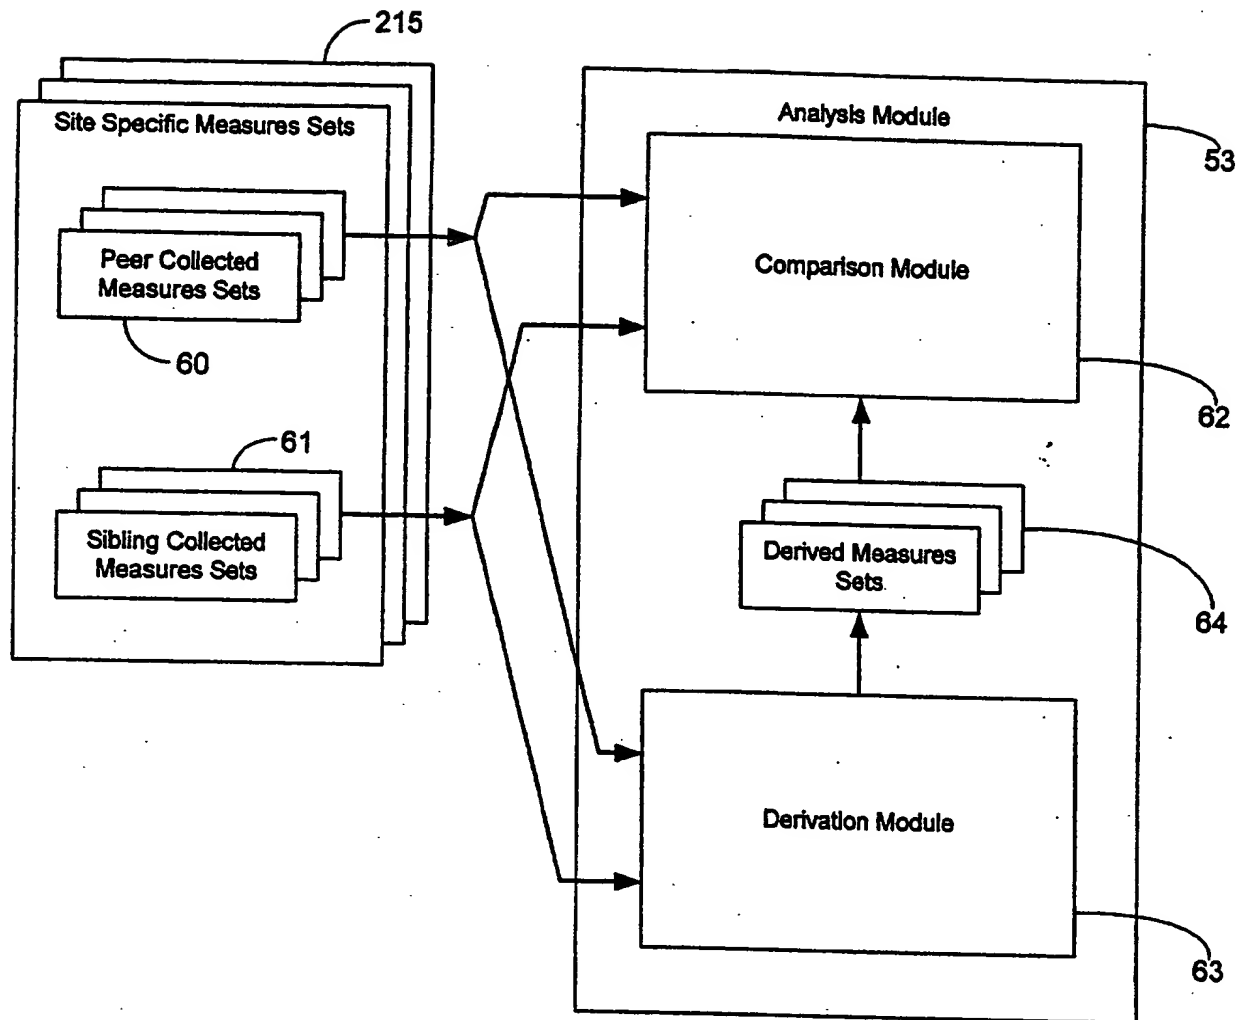 215
Site Specific Measures Sets
Peer Collected
Measures Sets
60
61
Sibling Collected
Measures Sets
Analysis Module
53
Comparison Module
62
Derived Measures
Sets
64
Derivation Module
63